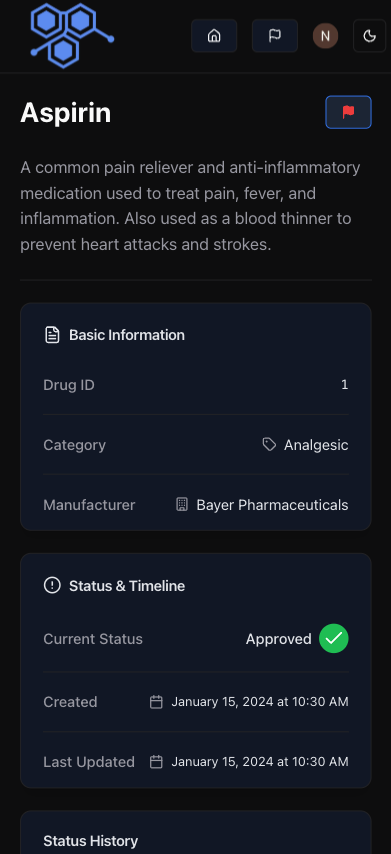 N
Aspirin
A common pain reliever and anti-inflammatory
medication used to treat pain, fever, and
inflammation. Also used as a blood thinner to
prevent heart attacks and strokes.
Basic Information
Drug ID 1
Category Analgesic
Manufacturer Bayer Pharmaceuticals
Status & Timeline
Current Status Approved
Created January 15, 2024 at 10:30 AM
Last Updated January 15, 2024 at 10:30 AM
Status History